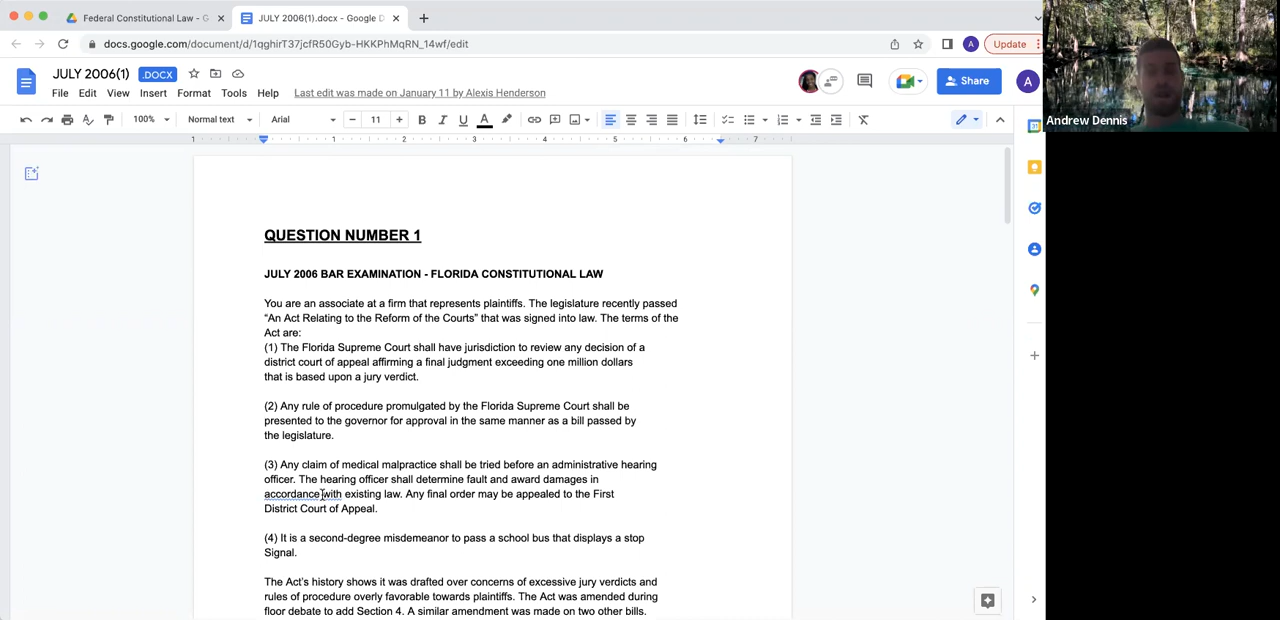 Federal Constitutional Law - G
JULY 2006(1).docx - Google D
docs.google.com/document/d/1qghirT37jcfR50Gyb-HKKPhMqRN_14wf/edit
A
Update
JULY 2006(1)
.DOCX
File Edit View Insert Format Tools Help
Last edit was made on January 11 by Alexis Henderson
Share
A
100%
Normal text
Arial
11
B I U A
1 1 2 3 4 5 6 7
Andrew Dennis
QUESTION NUMBER 1
JULY 2006 BAR EXAMINATION - FLORIDA CONSTITUTIONAL LAW
You are an associate at a firm that represents plaintiffs. The legislature recently passed
“An Act Relating to the Reform of the Courts” that was signed into law. The terms of the
Act are:
(1) The Florida Supreme Court shall have jurisdiction to review any decision of a
district court of appeal affirming a final judgment exceeding one million dollars
that is based upon a jury verdict.
(2) Any rule of procedure promulgated by the Florida Supreme Court shall be
presented to the governor for approval in the same manner as a bill passed by
the legislature.
(3) Any claim of medical malpractice shall be tried before an administrative hearing
officer. The hearing officer shall determine fault and award damages in
accordance with existing law. Any final order may be appealed to the First
District Court of Appeal.
(4) It is a second-degree misdemeanor to pass a school bus that displays a stop
Signal.
The Act’s history shows it was drafted over concerns of excessive jury verdicts and
rules of procedure overly favorable towards plaintiffs. The Act was amended during
floor debate to add Section 4. A similar amendment was made on two other bills.